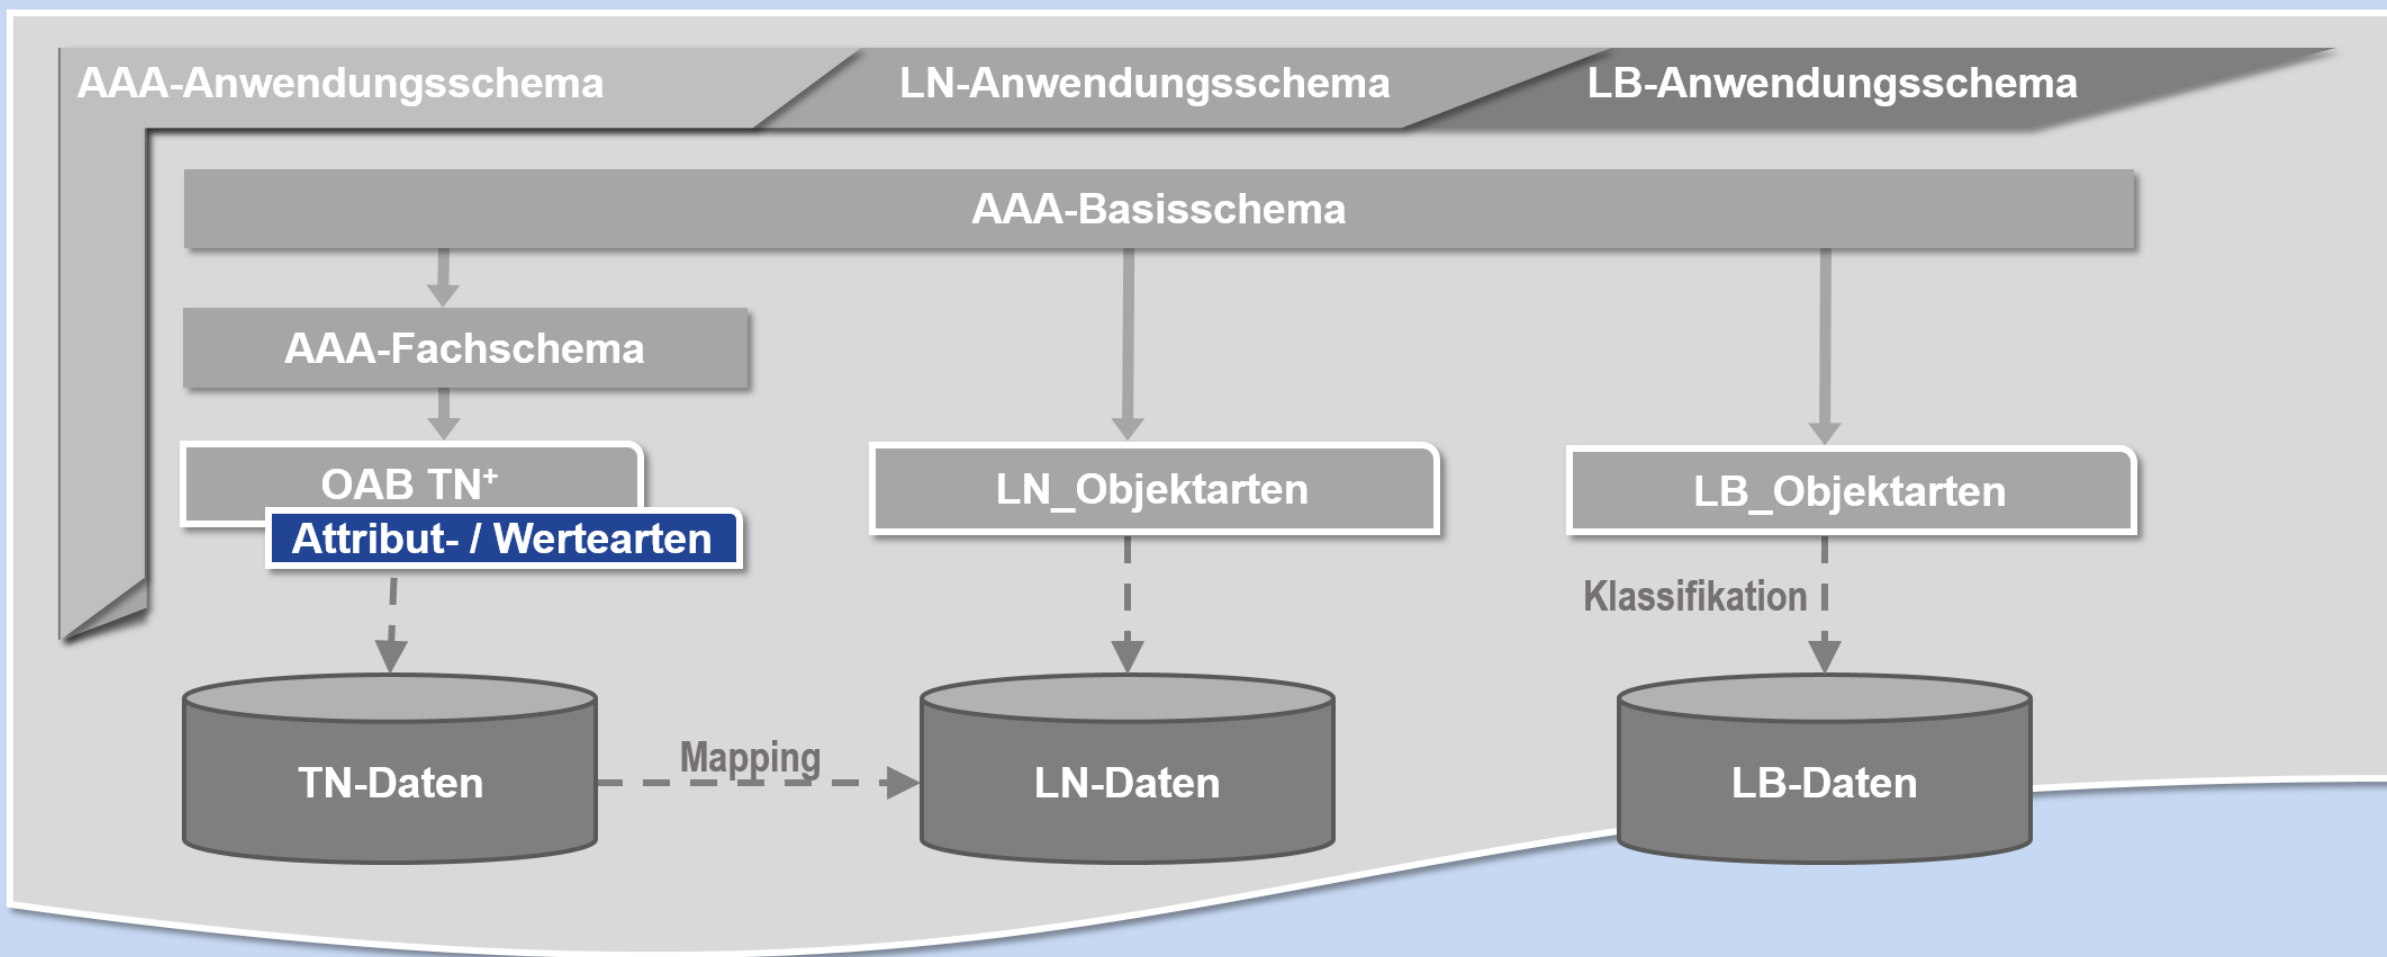 AAA-Anwendungsschema
LN-Anwendungsschema
LB-Anwendungsschema
AAA-Basisschema
AAA-Fachschema
OAB TN⁺
Attribut- / Wertearten
LN_Objektarten
LB_Objektarten
Klassifikation
TN-Daten
Mapping
LN-Daten
LB-Daten